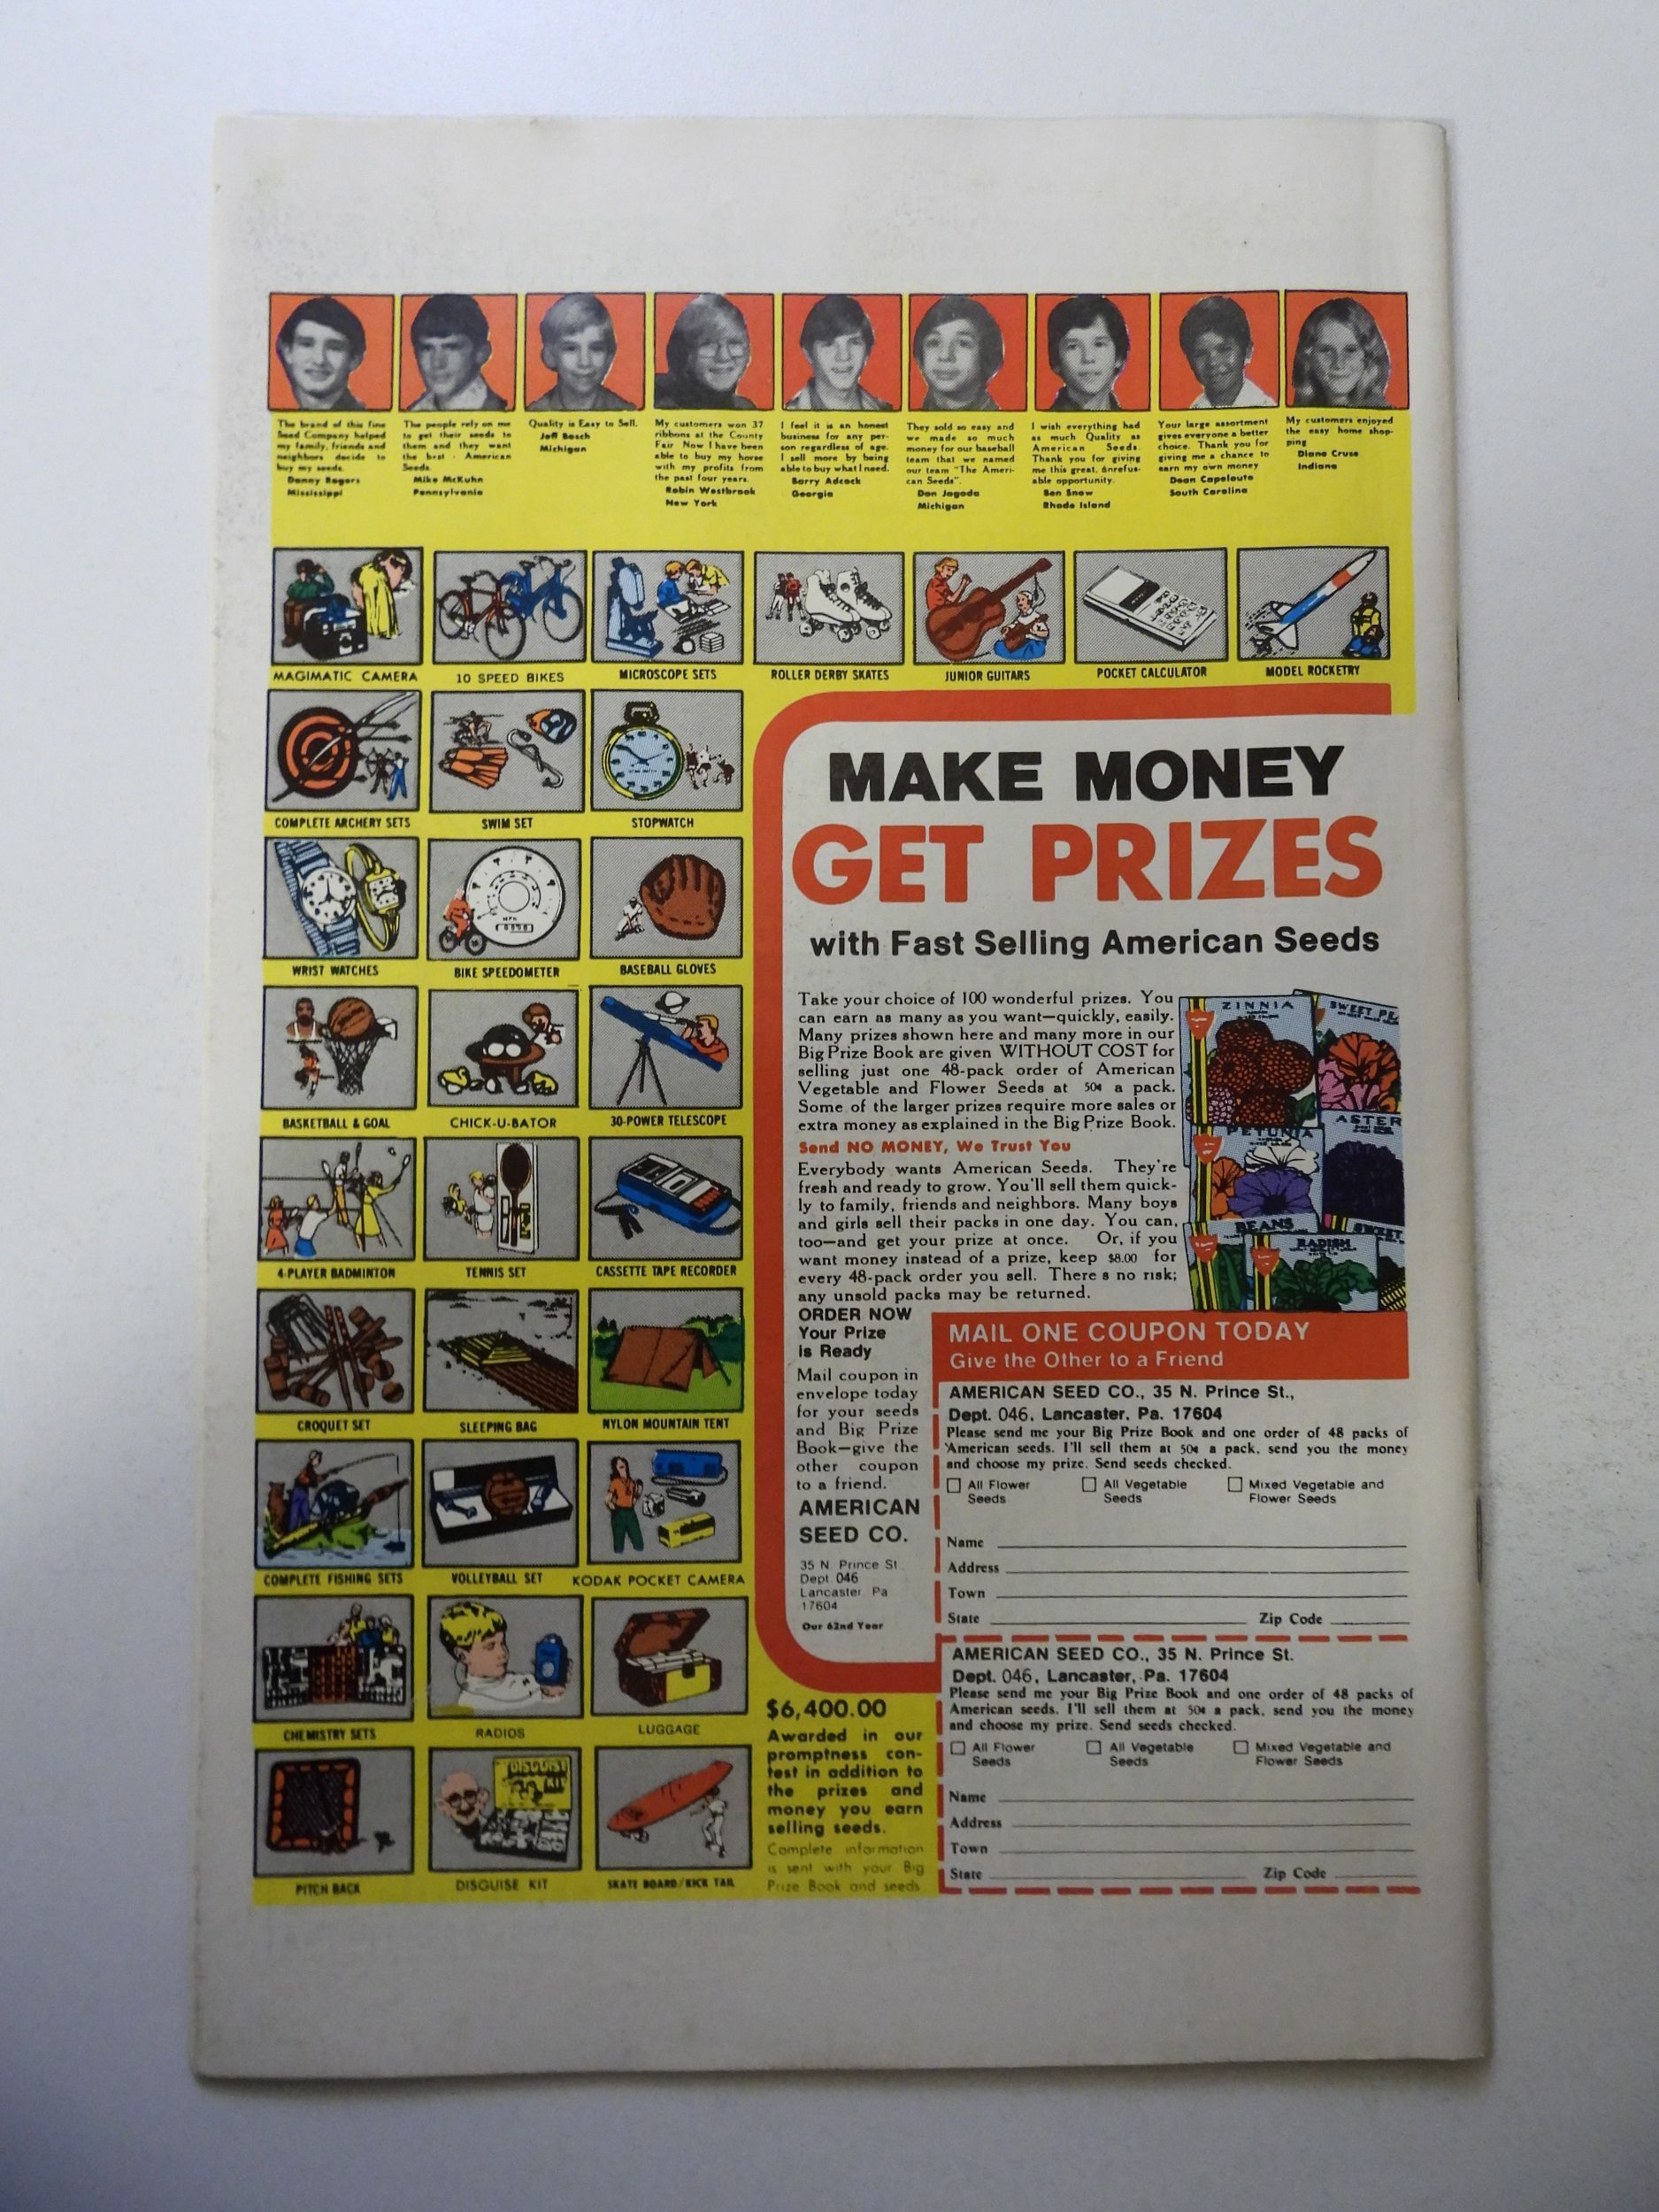 The brand of this fine
Seed Company helped
my family, friends and
neighbors decide to
buy my seeds.
Danny Rogers
Mississippi
The people rely on me
to get their seeds to
them and they want
the best - American
Seeds.
Mike McKuhn
Pennsylvania
Quality is Easy to Sell.
Jeff Bosch
Michigan
My customers won 37
ribbons at the County
Fair. Now I have been
able to buy my horse
with my profits from
the past four years.
Robin Westbrook
New York
I feel it is an honest
business for any per-
son regardless of age.
I sell more by being
able to buy what I need.
Barry Adcock
Georgia
They sold so easy and
we made so much
money for our baseball
team that we named
our team "The Ameri-
can Seeds".
Don Jagoda
Michigan
I wish everything had
as much Quality as
American Seeds.
Thank you for giving
me this great, unrefus-
able opportunity.
Ben Snow
Rhode Island
Your large assortment
gives everyone a better
choice. Thank you for
giving me a chance to
earn my own money
Dean Capelouto
South Carolina
My customers enjoyed
the easy home shop-
ping
Diane Cruse
Indiana
MAGIMATIC CAMERA
10 SPEED BIKES
MICROSCOPE SETS
ROLLER DERBY SKATES
JUNIOR GUITARS
POCKET CALCULATOR
MODEL ROCKETRY
COMPLETE ARCHERY SETS
SWIM SET
STOPWATCH
WRIST WATCHES
BIKE SPEEDOMETER
BASEBALL GLOVES
BASKETBALL & GOAL
CHICK-U-BATOR
30-POWER TELESCOPE
4-PLAYER BADMINTON
TENNIS SET
CASSETTE TAPE RECORDER
CROQUET SET
SLEEPING BAG
NYLON MOUNTAIN TENT
COMPLETE FISHING SETS
VOLLEYBALL SET
KODAK POCKET CAMERA
CHEMISTRY SETS
RADIOS
LUGGAGE
PITCH BACK
DISGUISE KIT
DISGUISE KIT
SKATE BOARD/KICK TAIL
MAKE MONEY
GET PRIZES
with Fast Selling American Seeds
Take your choice of 100 wonderful prizes. You
can earn as many as you want—quickly, easily.
Many prizes shown here and many more in our
Big Prize Book are given WITHOUT COST for
selling just one 48-pack order of American
Vegetable and Flower Seeds at 50¢ a pack.
Some of the larger prizes require more sales or
extra money as explained in the Big Prize Book.
Send NO MONEY, We Trust You
Everybody wants American Seeds. They're
fresh and ready to grow. You'll sell them quick-
ly to family, friends and neighbors. Many boys
and girls sell their packs in one day. You can,
too—and get your prize at once. Or, if you
want money instead of a prize, keep $8.00 for
every 48-pack order you sell. There s no risk;
any unsold packs may be returned.
ZINNIA
SWEET PE
PETUNIA
ASTER
BEANS
RADISH
SWEET
ORDER NOW
Your Prize
is Ready
Mail coupon in
envelope today
for your seeds
and Big Prize
Book—give the
other coupon
to a friend.
AMERICAN
SEED CO.
35 N. Prince St
Dept 046
Lancaster Pa
17604
Our 62nd Year
MAIL ONE COUPON TODAY
Give the Other to a Friend
AMERICAN SEED CO., 35 N. Prince St.,
Dept. 046, Lancaster, Pa. 17604
Please send me your Big Prize Book and one order of 48 packs of
American seeds. I'll sell them at 50¢ a pack, send you the money
and choose my prize. Send seeds checked.
All Flower
Seeds
All Vegetable
Seeds
Mixed Vegetable and
Flower Seeds
Name
Address
Town
State Zip Code
AMERICAN SEED CO., 35 N. Prince St.
Dept. 046, Lancaster, Pa. 17604
Please send me your Big Prize Book and one order of 48 packs of
American seeds. I'll sell them at 50¢ a pack, send you the money
and choose my prize. Send seeds checked.
All Flower
Seeds
All Vegetable
Seeds
Mixed Vegetable and
Flower Seeds
Name
Address
Town
State Zip Code
$6,400.00
Awarded in our
promptness con-
test in addition to
the prizes and
money you earn
selling seeds.
Complete information
is sent with your Big
Prize Book and seeds